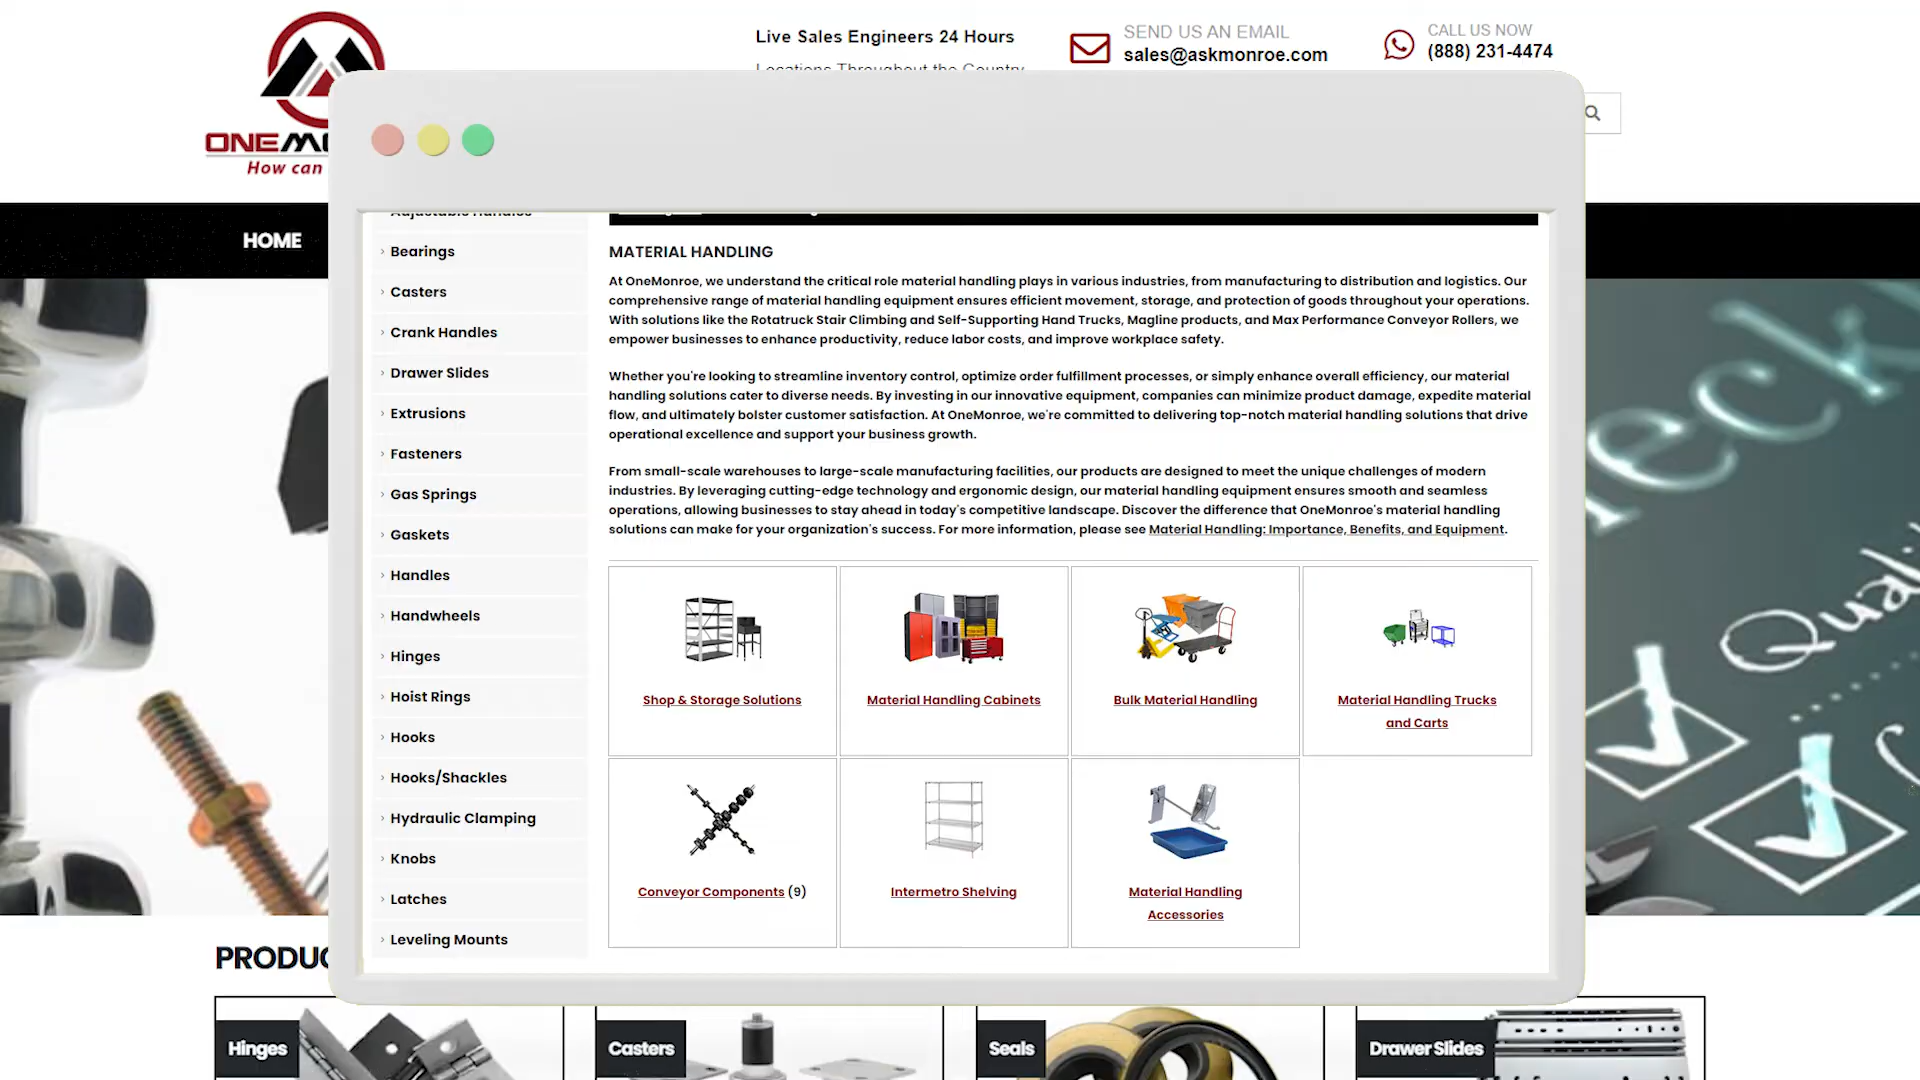 Live Sales Engineers 24 Hours
Locations Throughout the Country
SEND US AN EMAIL
sales@askmonroe.com
CALL US NOW
(888) 231-4474
How can
HOME
Adjustable Handles
Bearings
Casters
Crank Handles
Drawer Slides
Extrusions
Fasteners
Gas Springs
Gaskets
Handles
Handwheels
Hinges
Hoist Rings
Hooks
Hooks/Shackles
Hydraulic Clamping
Knobs
Latches
Leveling Mounts
MATERIAL HANDLING
At OneMonroe, we understand the critical role material handling plays in various industries, from manufacturing to distribution and logistics. Our
comprehensive range of material handling equipment ensures efficient movement, storage, and protection of goods throughout your operations.
With solutions like the Rotatruck Stair Climbing and Self-Supporting Hand Trucks, Magline products, and Max Performance Conveyor Rollers, we
empower businesses to enhance productivity, reduce labor costs, and improve workplace safety.
Whether you're looking to streamline inventory control, optimize order fulfillment processes, or simply enhance overall efficiency, our material
handling solutions cater to diverse needs. By investing in our innovative equipment, companies can minimize product damage, expedite material
flow, and ultimately bolster customer satisfaction. At OneMonroe, we're committed to delivering top-notch material handling solutions that drive
operational excellence and support your business growth.
From small-scale warehouses to large-scale manufacturing facilities, our products are designed to meet the unique challenges of modern
industries. By leveraging cutting-edge technology and ergonomic design, our material handling equipment ensures smooth and seamless
operations, allowing businesses to stay ahead in today's competitive landscape. Discover the difference that OneMonroe's material handling
solutions can make for your organization's success. For more information, please see Material Handling: Importance, Benefits, and Equipment.
Shop & Storage Solutions
Material Handling Cabinets
Bulk Material Handling
Material Handling Trucks
and Carts
Conveyor Components (9)
Intermetro Shelving
Material Handling
Accessories
Hinges
Casters
Seals
Drawer Slides